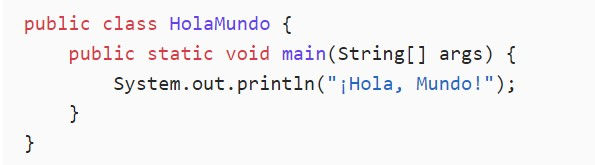 public class HolaMundo {
    public static void main(String[] args) {
        System.out.println("¡Hola, Mundo!");
    }
}